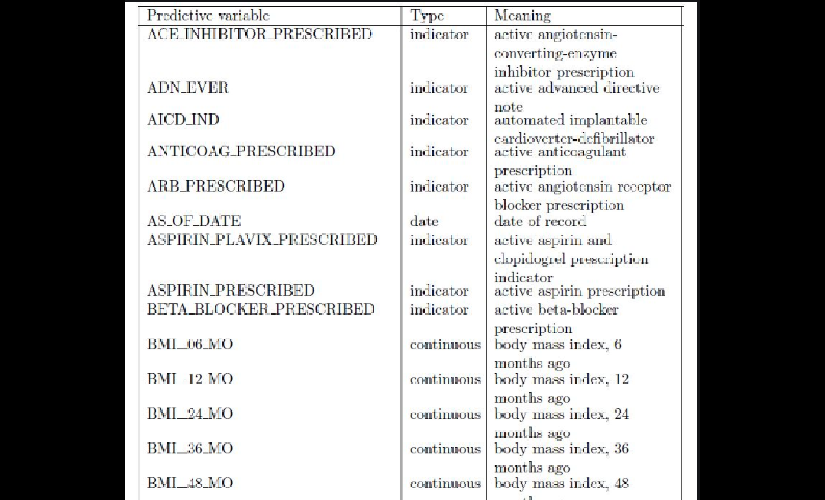 Predictive variable Type Meaning
ACE_INHIBITOR_PRESCRIBED indicator active angiotensin-
converting-enzyme
inhibitor prescription
ADN_EVER indicator active advanced directive
note
AICD_IND indicator automated implantable
cardioverter-defibrillator
ANTICOAG_PRESCRIBED indicator active anticoagulant
prescription
ARB_PRESCRIBED indicator active angiotensin receptor
blocker prescription
AS_OF_DATE date date of record
ASPIRIN_PLAVIX_PRESCRIBED indicator active aspirin and
clopidogrel prescription
indicator
ASPIRIN_PRESCRIBED indicator active aspirin prescription
BETA_BLOCKER_PRESCRIBED indicator active beta-blocker
prescription
BMI_06_MO continuous body mass index, 6
months ago
BMI_12_MO continuous body mass index, 12
months ago
BMI_24_MO continuous body mass index, 24
months ago
BMI_36_MO continuous body mass index, 36
months ago
BMI_48_MO continuous body mass index, 48